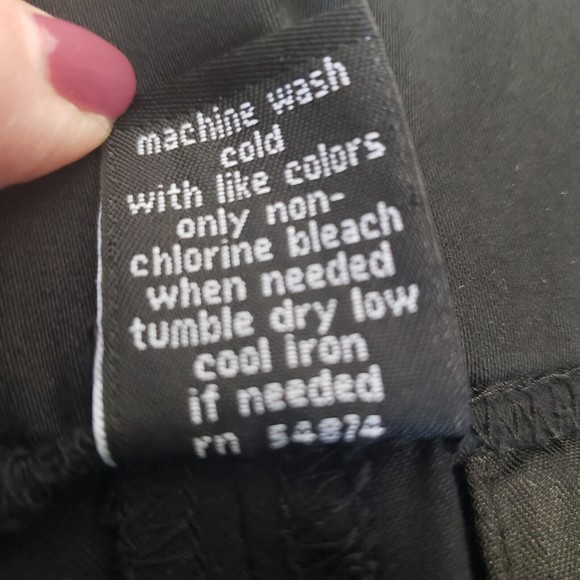 machine wash
cold
with like colors
only non-
chlorine bleach
when needed
tumble dry low
cool iron
if needed
rn 54874